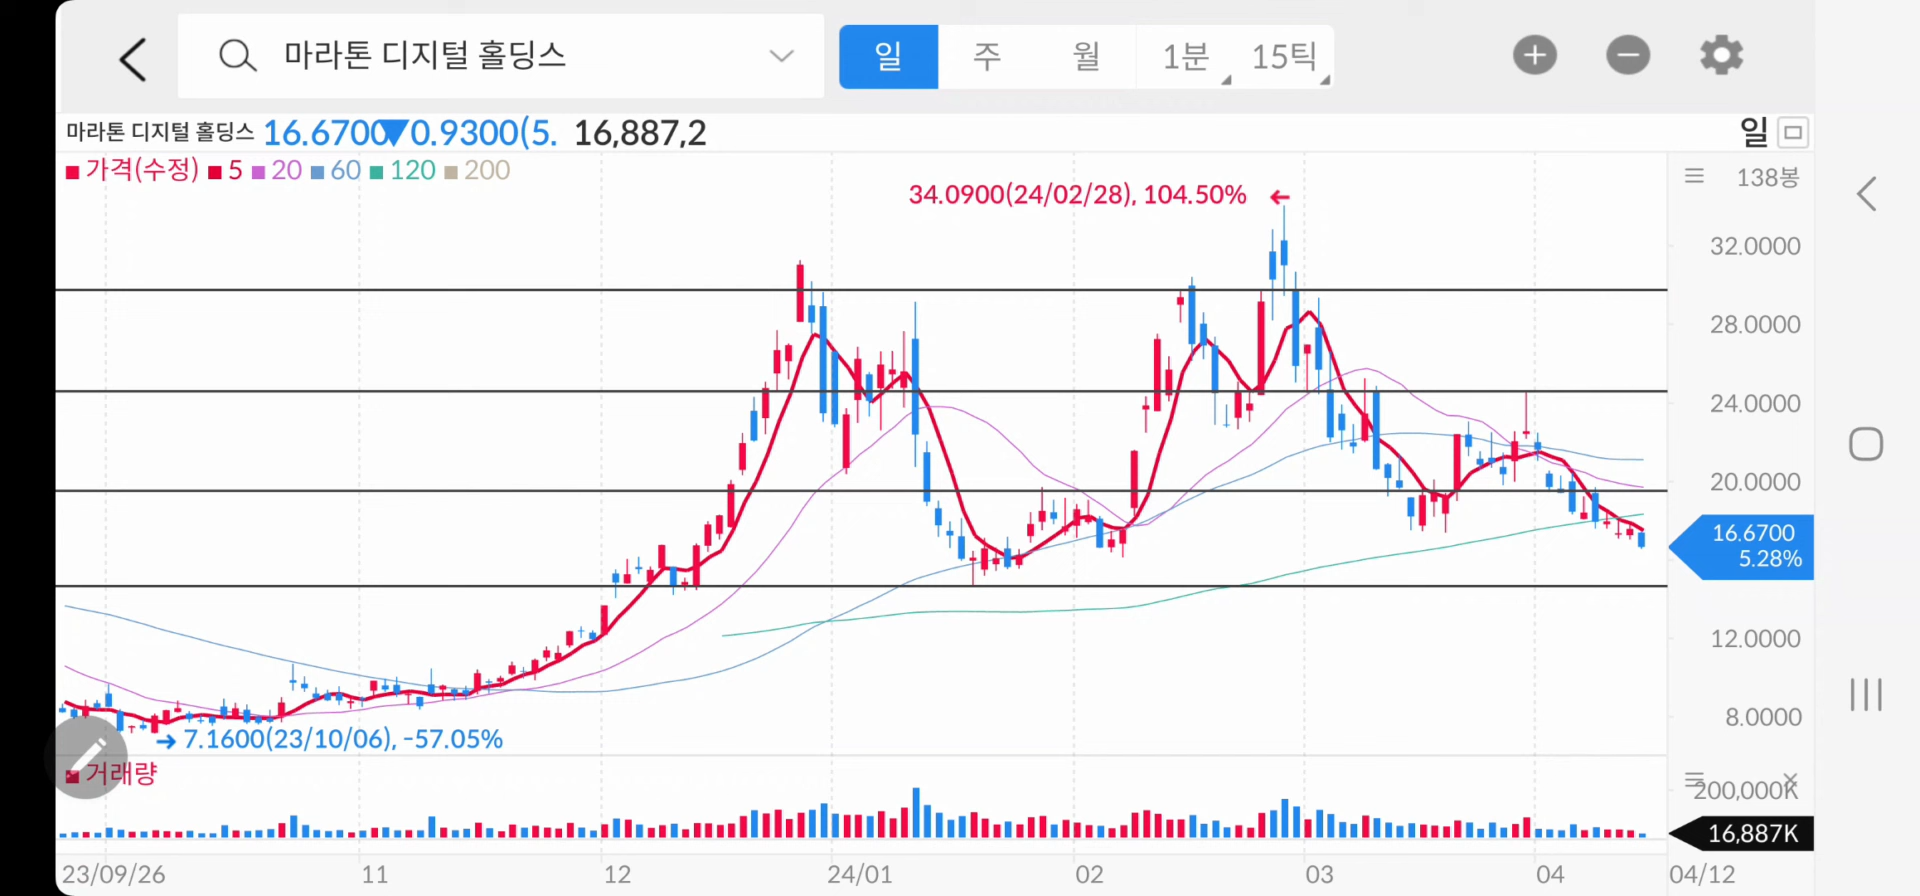 마라톤 디지털 홀딩스
일 주 월 1분 15틱
마라톤 디지털 홀딩스 16.6700▼0.9300(5. 16,887,2 일
가격(수정) 5 20 60 120 200
138봉
34.0900(24/02/28), 104.50% ←
32.0000
28.0000
24.0000
20.0000
16.6700
5.28%
12.0000
8.0000
→ 7.1600(23/10/06), -57.05%
거래량
200,000K
16,887K
23/09/26 11 12 24/01 02 03 04 04/12